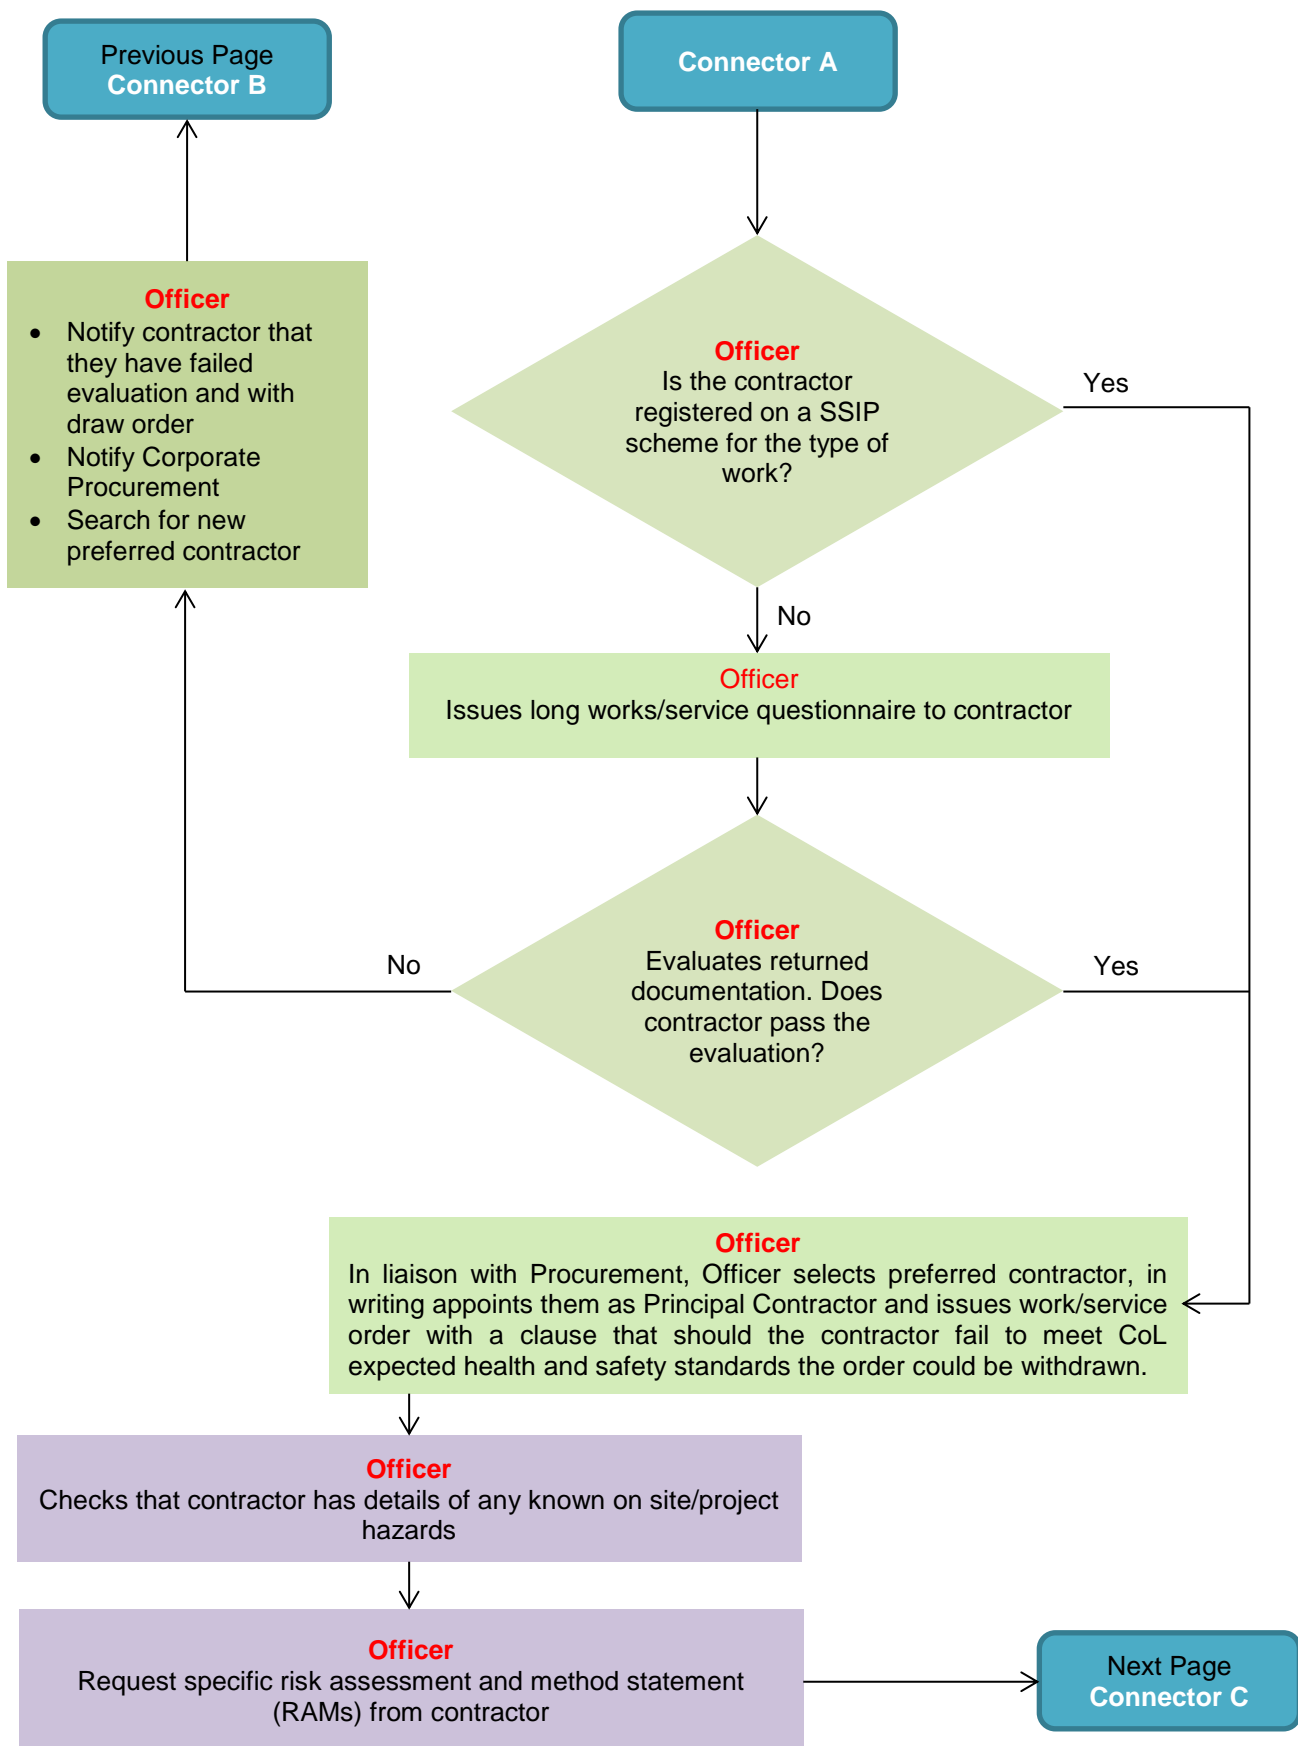 Previous Page
Connector B
Connector A
Officer
• Notify contractor that
they have failed
evaluation and with
draw order
• Notify Corporate
Procurement
• Search for new
preferred contractor
Officer
Is the contractor
registered on a SSIP
scheme for the type of
work?
Yes
No
Officer
Issues long works/service questionnaire to contractor
Officer
Evaluates returned
documentation. Does
contractor pass the
evaluation?
No
Yes
Officer
In liaison with Procurement, Officer selects preferred contractor, in
writing appoints them as Principal Contractor and issues work/service
order with a clause that should the contractor fail to meet CoL
expected health and safety standards the order could be withdrawn.
Officer
Checks that contractor has details of any known on site/project
hazards
Officer
Request specific risk assessment and method statement
(RAMs) from contractor
Next Page
Connector C